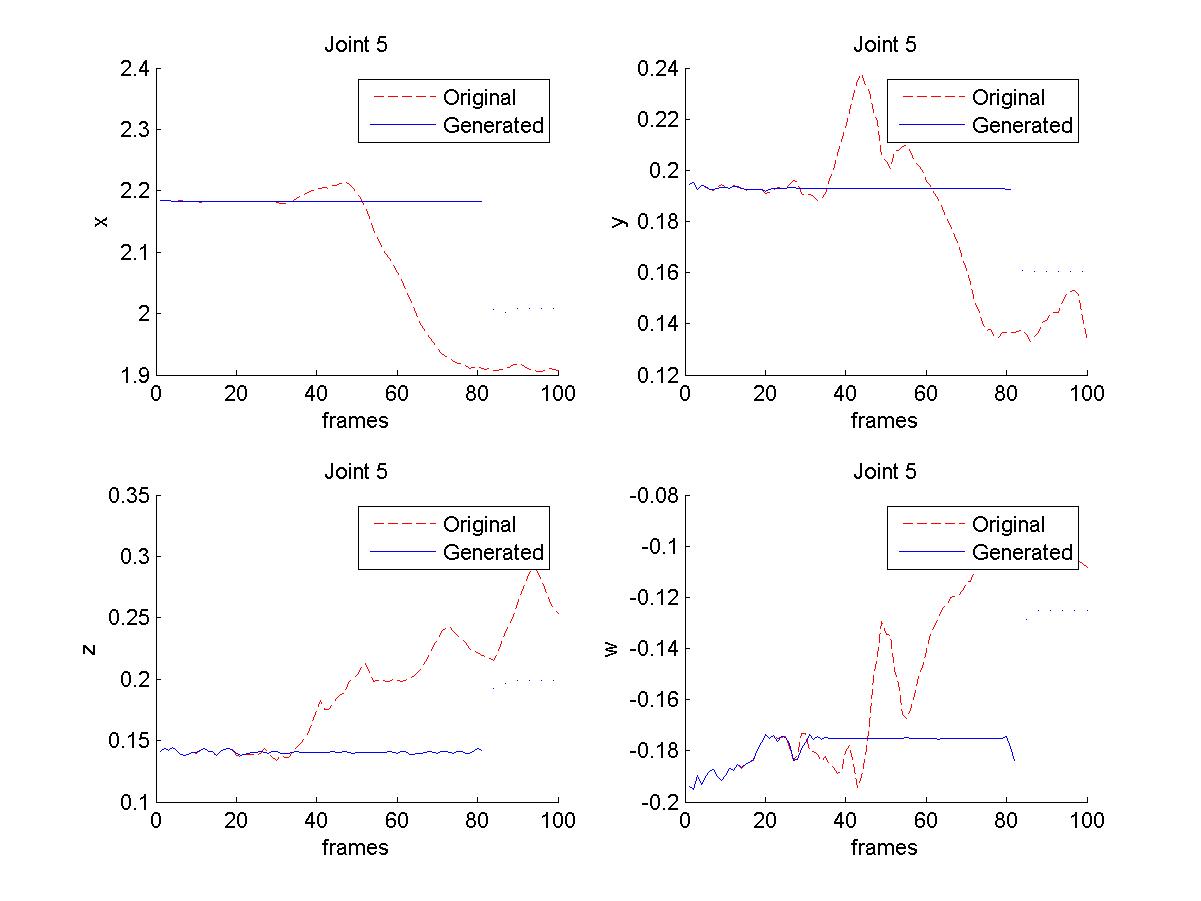 Joint 5
2.4
2.3
2.2
2.1
2
1.9
x
0 20 40 60 80 100
frames
Original
Generated
Joint 5
0.24
0.22
0.2
0.18
0.16
0.14
0.12
y
0 20 40 60 80 100
frames
Original
Generated
Joint 5
0.35
0.3
0.25
0.2
0.15
0.1
z
0 20 40 60 80 100
frames
Original
Generated
Joint 5
-0.08
-0.1
-0.12
-0.14
-0.16
-0.18
-0.2
w
0 20 40 60 80 100
frames
Original
Generated